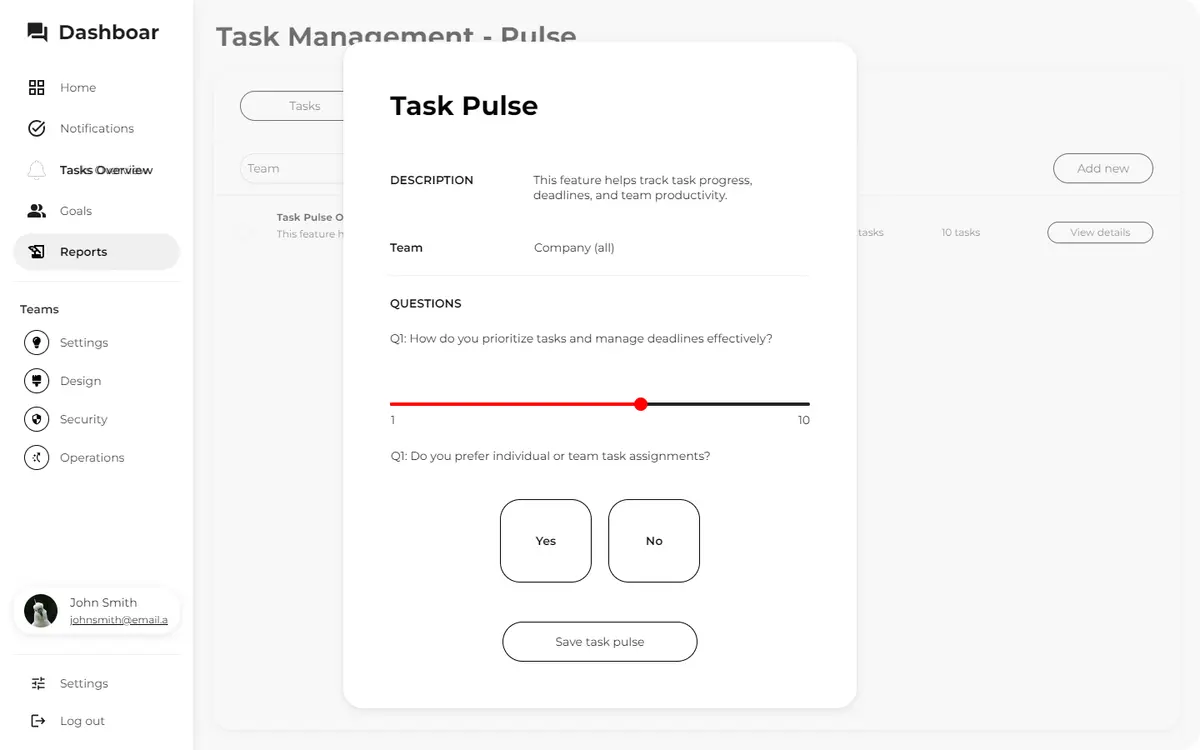 Dashboar
Home
Notifications
Tasks Overview
Goals
Reports
Teams
Settings
Design
Security
Operations
John Smith
johnsmith@email.a
Settings
Log out
Task Management - Pulse
Tasks
Team
Add new
Task Pulse O
This feature h
tasks
10 tasks
View details
Task Pulse
DESCRIPTION
This feature helps track task progress,
deadlines, and team productivity.
Team
Company (all)
QUESTIONS
Q1: How do you prioritize tasks and manage deadlines effectively?
1
10
Q1: Do you prefer individual or team task assignments?
Yes
No
Save task pulse